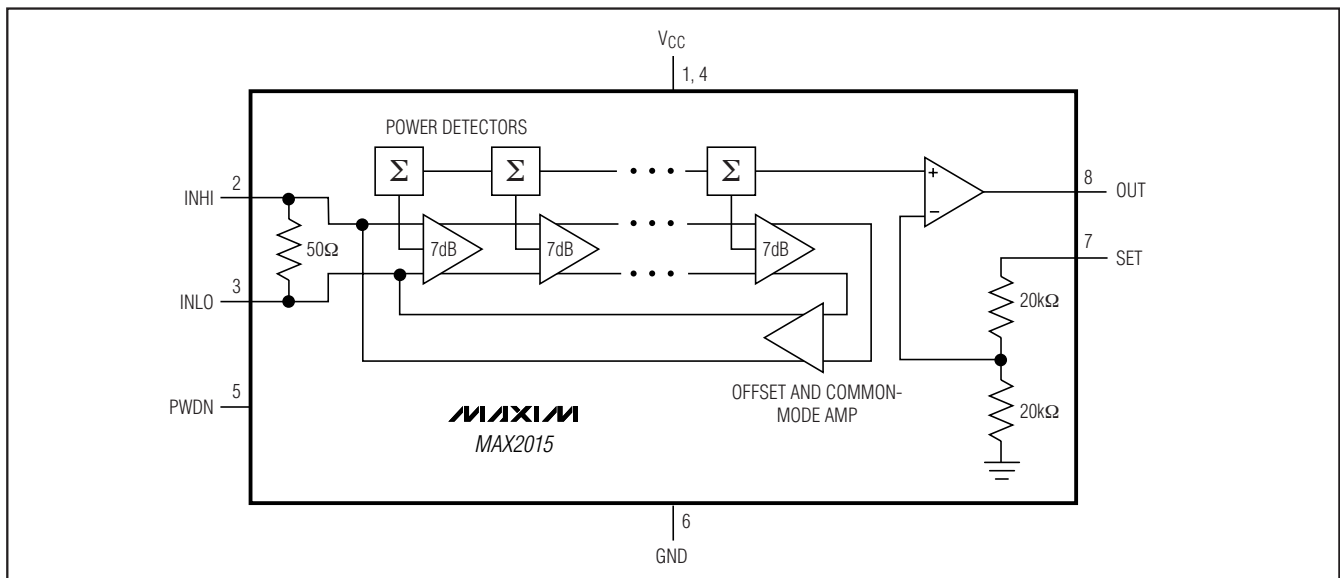 VCC
1, 4
POWER DETECTORS
Σ Σ • • • Σ
2
INHI
50Ω
7dB 7dB • • • 7dB
• • •
3
INLO
+
−
8
OUT
7
SET
20kΩ
20kΩ
OFFSET AND COMMON-
MODE AMP
5
PWDN
MAXIM
MAX2015
6
GND